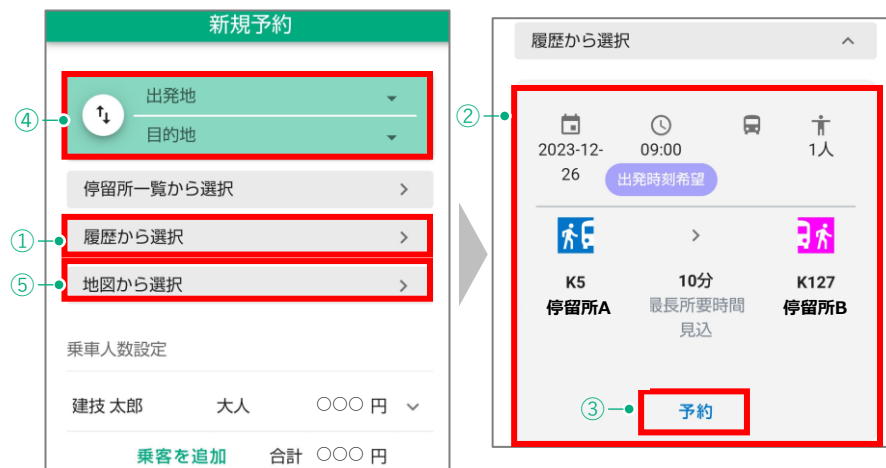 新規予約
④
出発地
目的地
停留所一覧から選択
①
履歴から選択
⑤
地図から選択
乗車人数設定
建技 太郎 大人 〇〇〇 円
乗客を追加 合計 〇〇〇 円
履歴から選択
②
2023-12-
26
09:00
1人
出発時刻希望
K5
停留所A
10分
最長所要時間
見込
K127
停留所B
③
予約